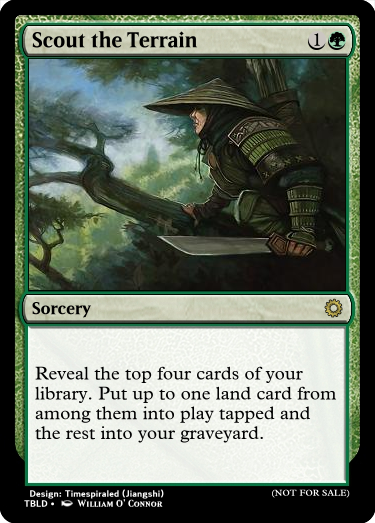 Scout the Terrain 1
Sorcery
Reveal the top four cards of your
library. Put up to one land card from
among them into play tapped and
the rest into your graveyard.
Design: Timespiraled (Jiangshi) (NOT FOR SALE)
TBLD • William O' Connor